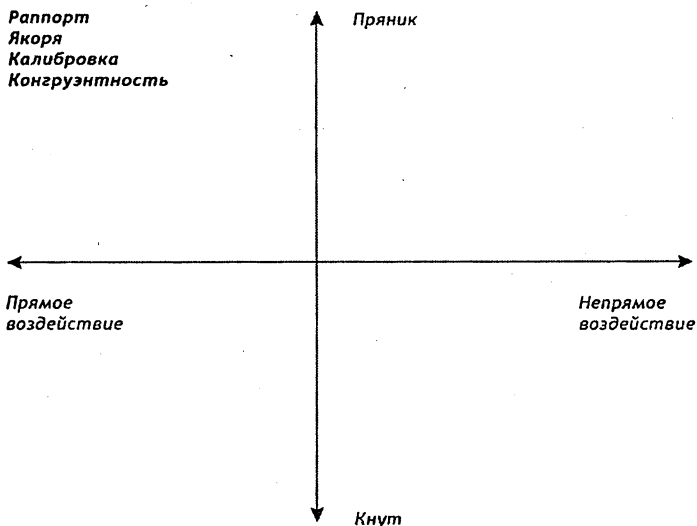 Раппорт
Якоря
Калибровка
Конгруэнтность
Пряник
Прямое
воздействие
Непрямое
воздействие
Кнут